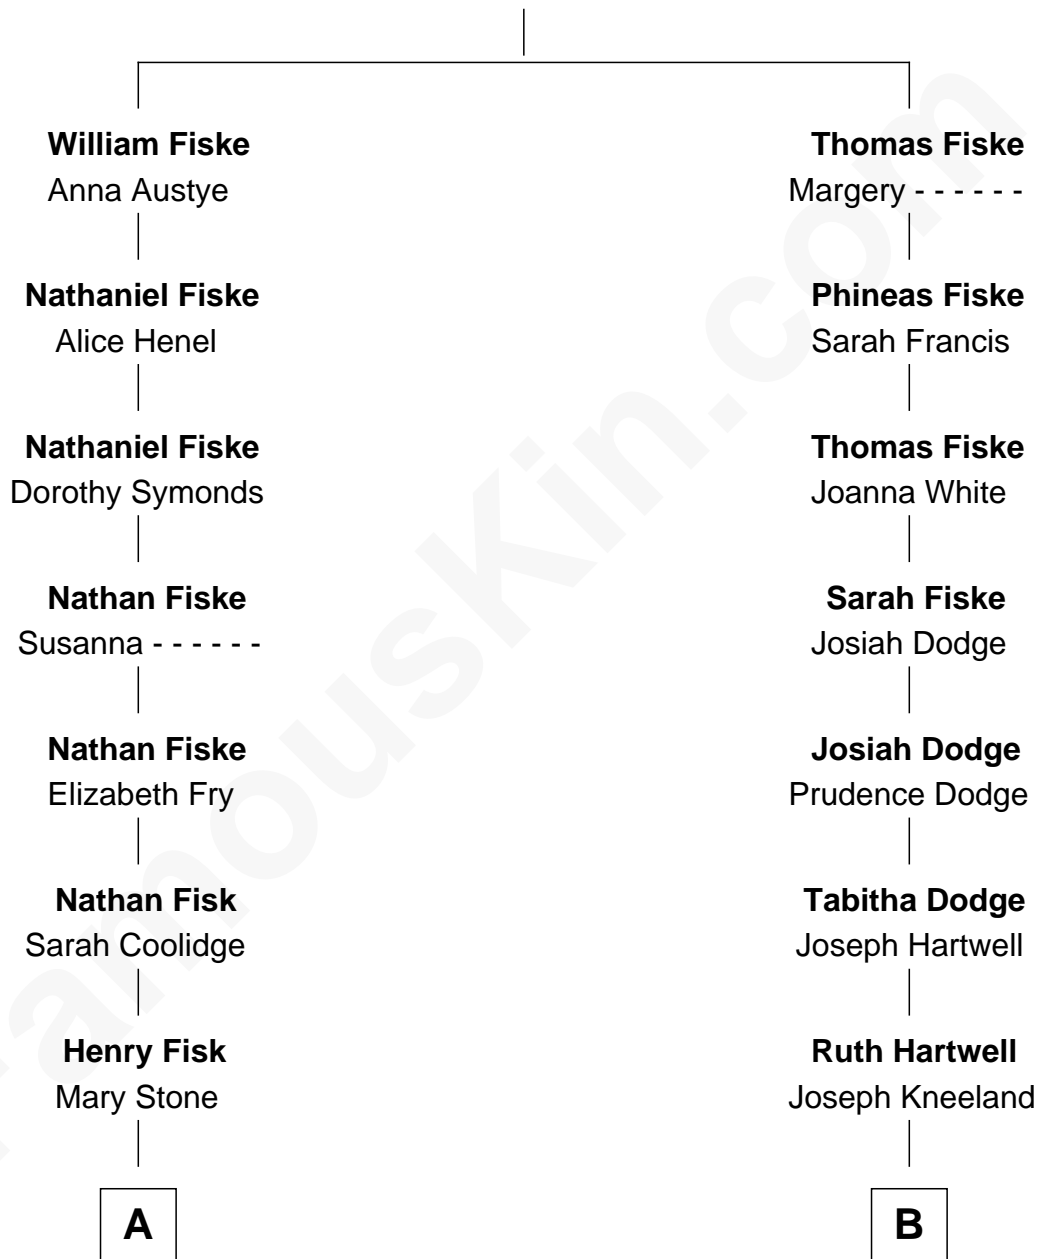 William Fiske
Anna Austye
Thomas Fiske
Margery - - - - - -
Nathaniel Fiske
Alice Henel
Phineas Fiske
Sarah Francis
Nathaniel Fiske
Dorothy Symonds
Thomas Fiske
Joanna White
Nathan Fiske
Susanna - - - - - -
Sarah Fiske
Josiah Dodge
Nathan Fiske
Elizabeth Fry
Josiah Dodge
Prudence Dodge
Nathan Fisk
Sarah Coolidge
Tabitha Dodge
Joseph Hartwell
Henry Fisk
Mary Stone
Ruth Hartwell
Joseph Kneeland
A
B
FamousKin.com